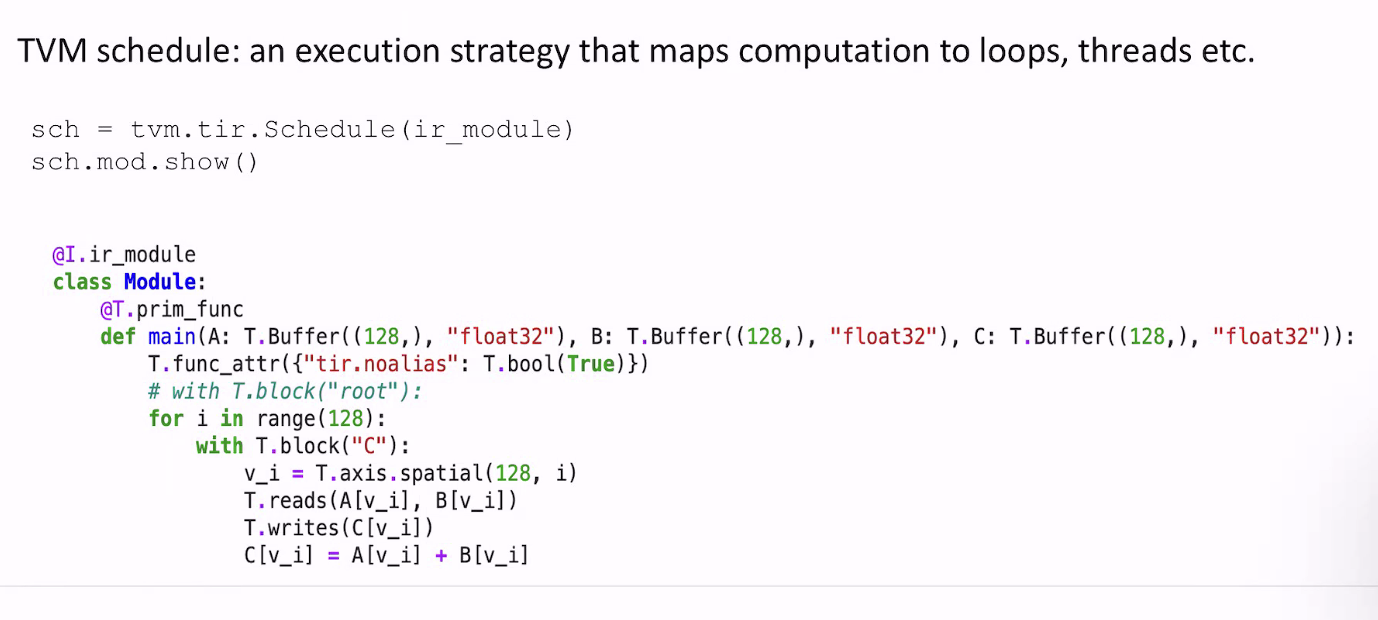 TVM schedule: an execution strategy that maps computation to loops, threads etc.
sch = tvm.tir.Schedule(ir_module)
sch.mod.show()
@I.ir_module
class Module:
    @T.prim_func
    def main(A: T.Buffer((128,), "float32"), B: T.Buffer((128,), "float32"), C: T.Buffer((128,), "float32")):
        T.func_attr({"tir.noalias": T.bool(True)})
        # with T.block("root"):
        for i in range(128):
            with T.block("C"):
                v_i = T.axis.spatial(128, i)
                T.reads(A[v_i], B[v_i])
                T.writes(C[v_i])
                C[v_i] = A[v_i] + B[v_i]